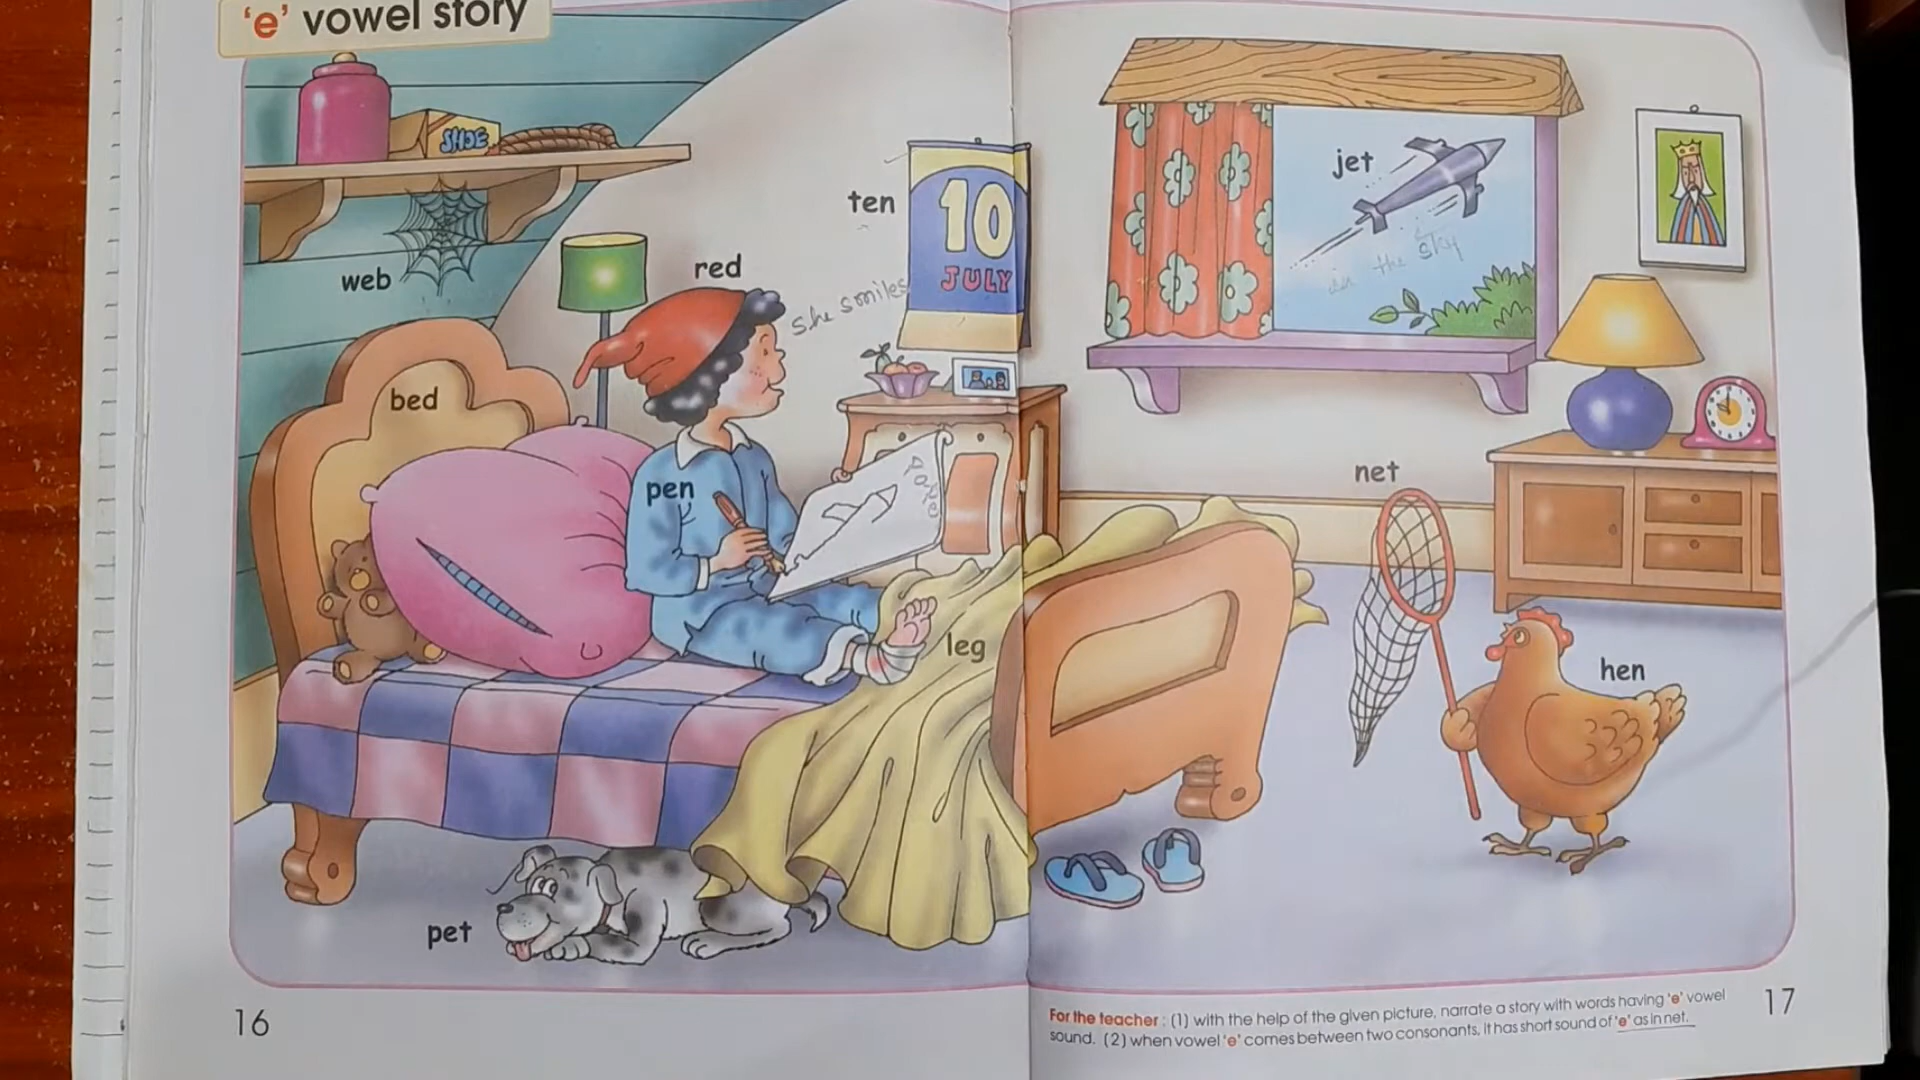 'e' vowel story
SHOE
web
bed
red
she smiles
ten
10
JULY
pen
leg
pet
jet
in the sky
net
hen
16
For the teacher : (1) with the help of the given picture, narrate a story with words having 'e' vowel
sound. (2) when vowel 'e' comes between two consonants, it has short sound of 'e' as in net.
17